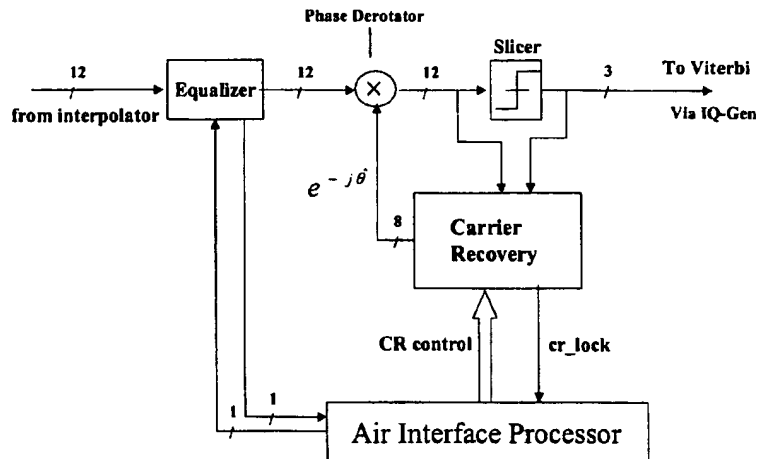 Phase Derotator
12
Equalizer
12
12
Slicer
3
To Viterbi
from interpolator
Via IQ-Gen
e^{-jθ̂}
8
Carrier
Recovery
CR control
cr_lock
1
1
Air Interface Processor